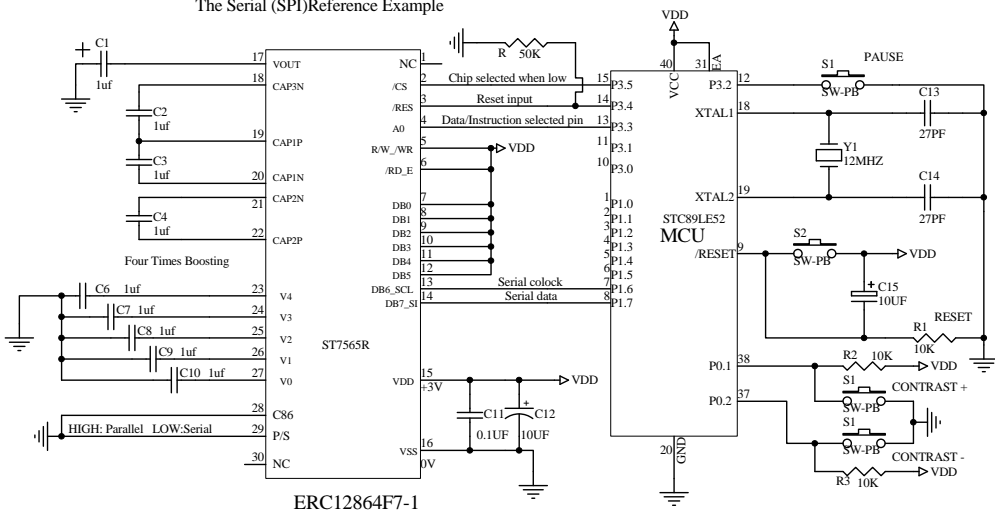 The Serial (SPI)Reference Example
C1
1uf
17 VOUT
18 CAP3N
C2
1uf
19 CAP1P
C3
1uf
20 CAP1N
CAP2N
21
C4
1uf
22 CAP2P
Four Times Boosting
C6 1uf 23 V4
C7 1uf 24 V3
C8 1uf 25 V2
C9 1uf 26 V1
C10 1uf 27 V0
28 C86
HIGH: Parallel LOW:Serial 29 P/S
30 NC
ST7565R
ERC12864F7-1
NC 1
/CS 2 Chip selected when low 15 P3.5
/RES 3 Reset input 14 P3.4
A0 4 Data/Instruction selected pin 13 P3.3
R/W_/WR 5 VDD
/RD_E 6
DB0 7
DB1 8
DB2 9
DB3 10
DB4 11
DB5 12
DB6_SCL 13 Serial colock 7 P1.6
DB7_SI 14 Serial data 8 P1.7
VDD 15 VDD
+3V
C11 C12
0.1UF 10UF
VSS 16
0V
R 50K
11 P3.1
10 P3.0
1 P1.0
2 P1.1
3 P1.2
4 P1.3
5 P1.4
6 P1.5
VDD
40 31
VCC EA
STC89LE52
MCU
20 GND
P3.2 12
S1 PAUSE
SW-PB
XTAL1 18
C13
27PF
Y1
12MHZ
XTAL2 19
C14
27PF
/RESET 9
S2
SW-PB
VDD
C15
10UF
RESET
R1
10K
P0.1 38
R2 10K VDD
S1 CONTRAST +
SW-PB
P0.2 37
S1
SW-PB
CONTRAST -
R3 10K VDD